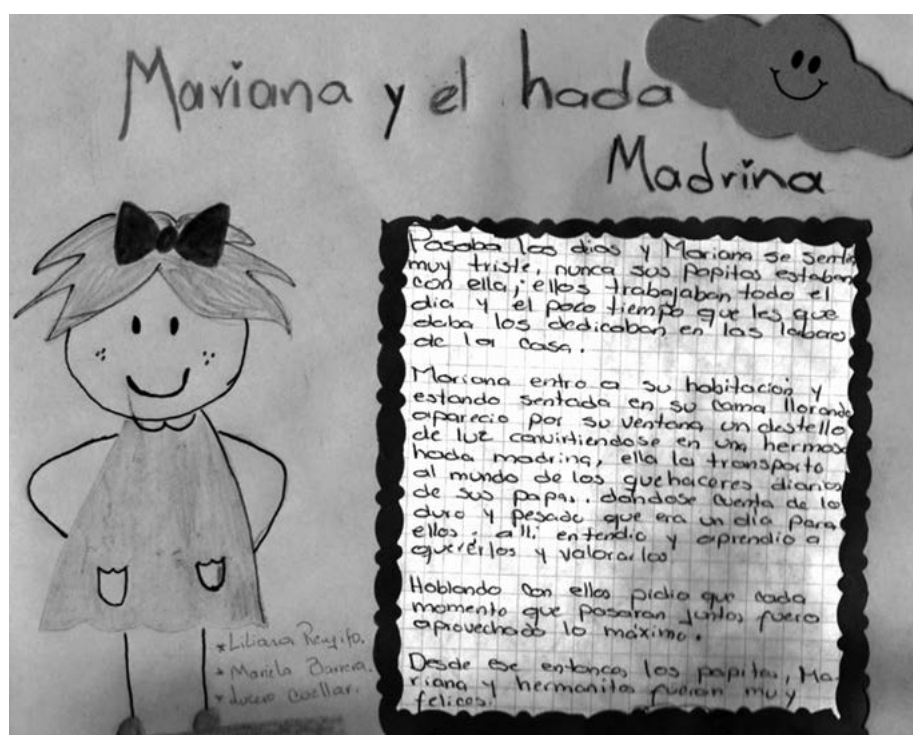 Mariana y el hada
Madrina
Pasaba los dias y Mariana se sentia
muy triste, nunca sus papitos estaban
con ella; ellos trabajaban todo el
dia y el poco tiempo que les que
daba los dedicaban en las labores
de la casa.
Mariana entro a su habitación y
estando sentada en su cama llorando
aparecio por su ventana un destello
de luz convirtiendose en una hermosa
hada madrina, ella la transporto
al mundo de los quehaceres diarios
de sus papas. dandose cuenta de lo
duro y pesado que era un dia para
ellos, alli entendio y aprendio a
quererlos y valorarlos
Hablando con ellos pidio que cada
momento que pasaran juntos fuera
aprovechado lo máximo.
Desde ese entonces los papitos, Ma-
riana y hermanitos fueron muy
felices.
*Liliana Rengifo.
*Mariela Barrera.
*Lucero Cuellar.